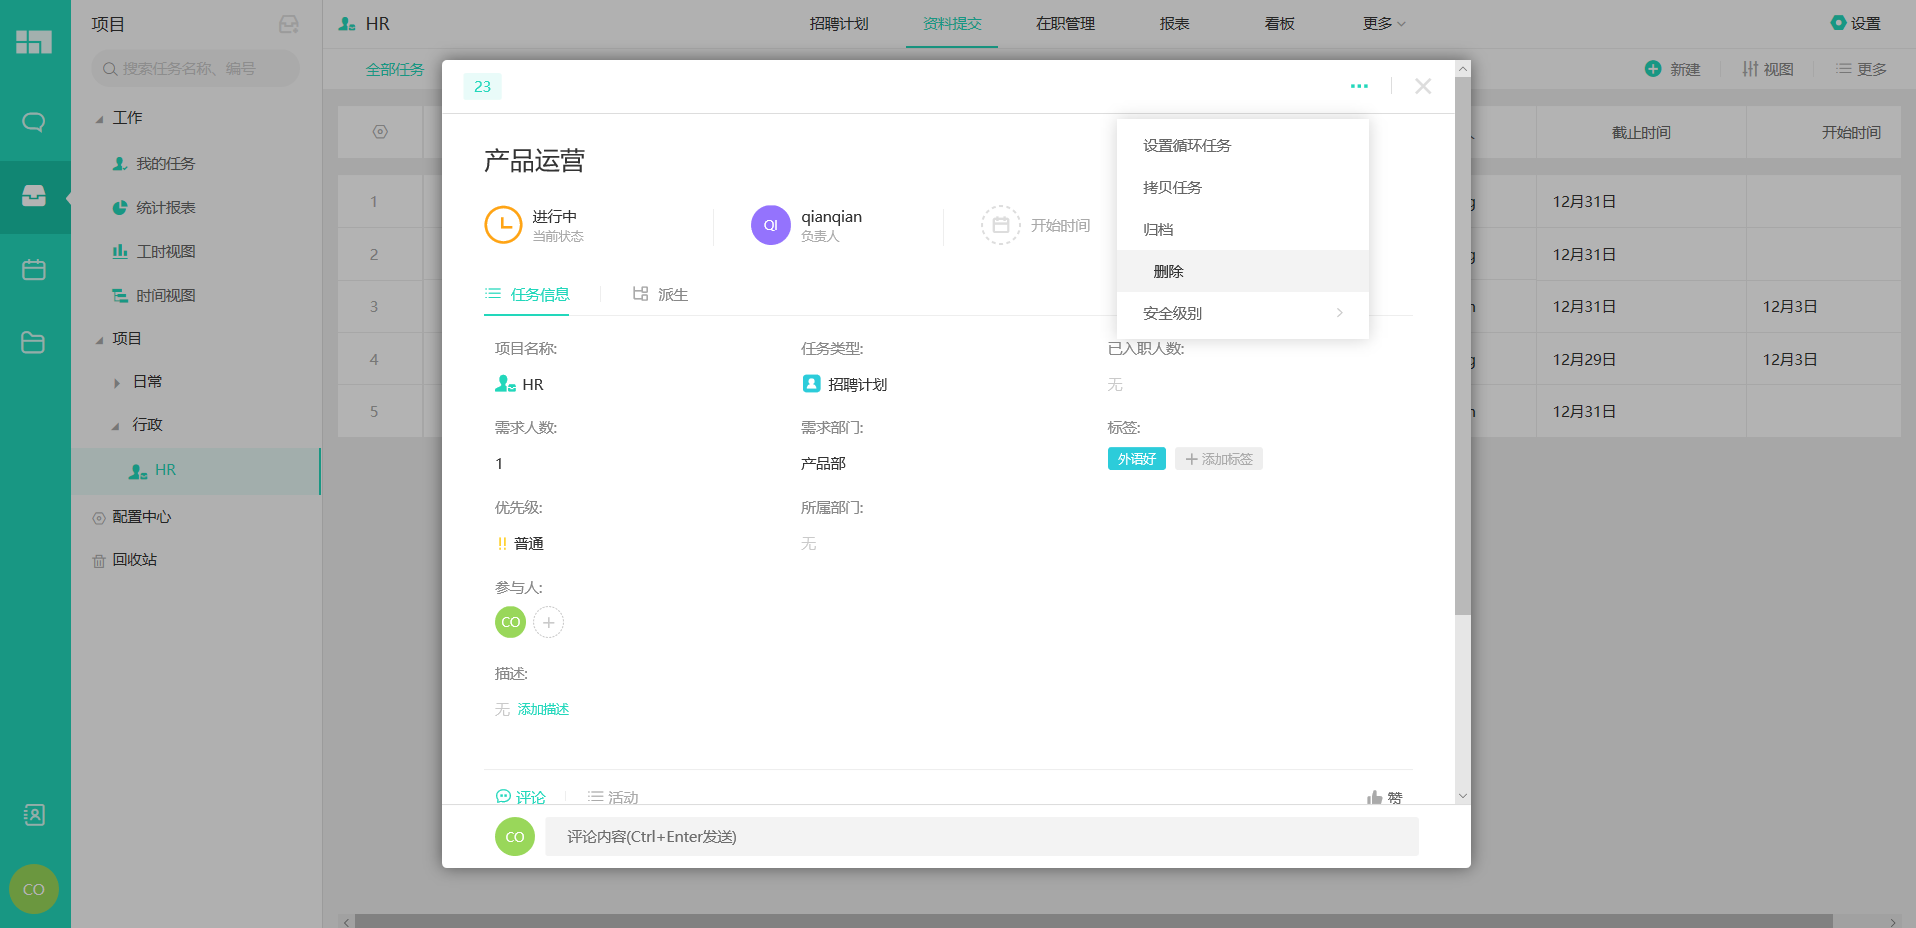 项目
搜索任务名称、编号
工作
我的任务
统计报表
工时视图
时间视图
项目
日常
行政
HR
配置中心
回收站
CO
HR
招聘计划
资料提交
在职管理
报表
看板
更多
设置
全部任务
新建
视图
更多
截止时间
开始时间
1
12月31日
2
12月31日
3
12月31日
12月3日
4
12月29日
12月3日
5
12月31日
23
产品运营
进行中
当前状态
QI
qianqian
负责人
开始时间
设置循环任务
拷贝任务
归档
删除
安全级别
任务信息
派生
项目名称:
任务类型:
已入职人数:
HR
招聘计划
无
需求人数:
需求部门:
标签:
1
产品部
外语好
添加标签
优先级:
所属部门:
!! 普通
无
参与人:
CO
描述:
无 添加描述
评论
活动
赞
CO
评论内容(Ctrl+Enter发送)